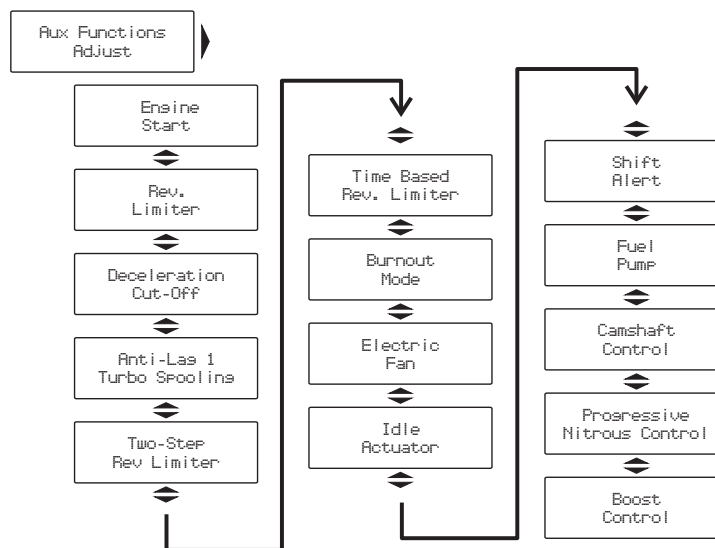 Aux Functions
Adjust
Engine
Start
Rev.
Limiter
Deceleration
Cut-Off
Anti-Lag 1
Turbo Spooling
Two-Step
Rev Limiter
Time Based
Rev. Limiter
Burnout
Mode
Electric
Fan
Idle
Actuator
Shift
Alert
Fuel
Pump
Camshaft
Control
Progressive
Nitrous Control
Boost
Control